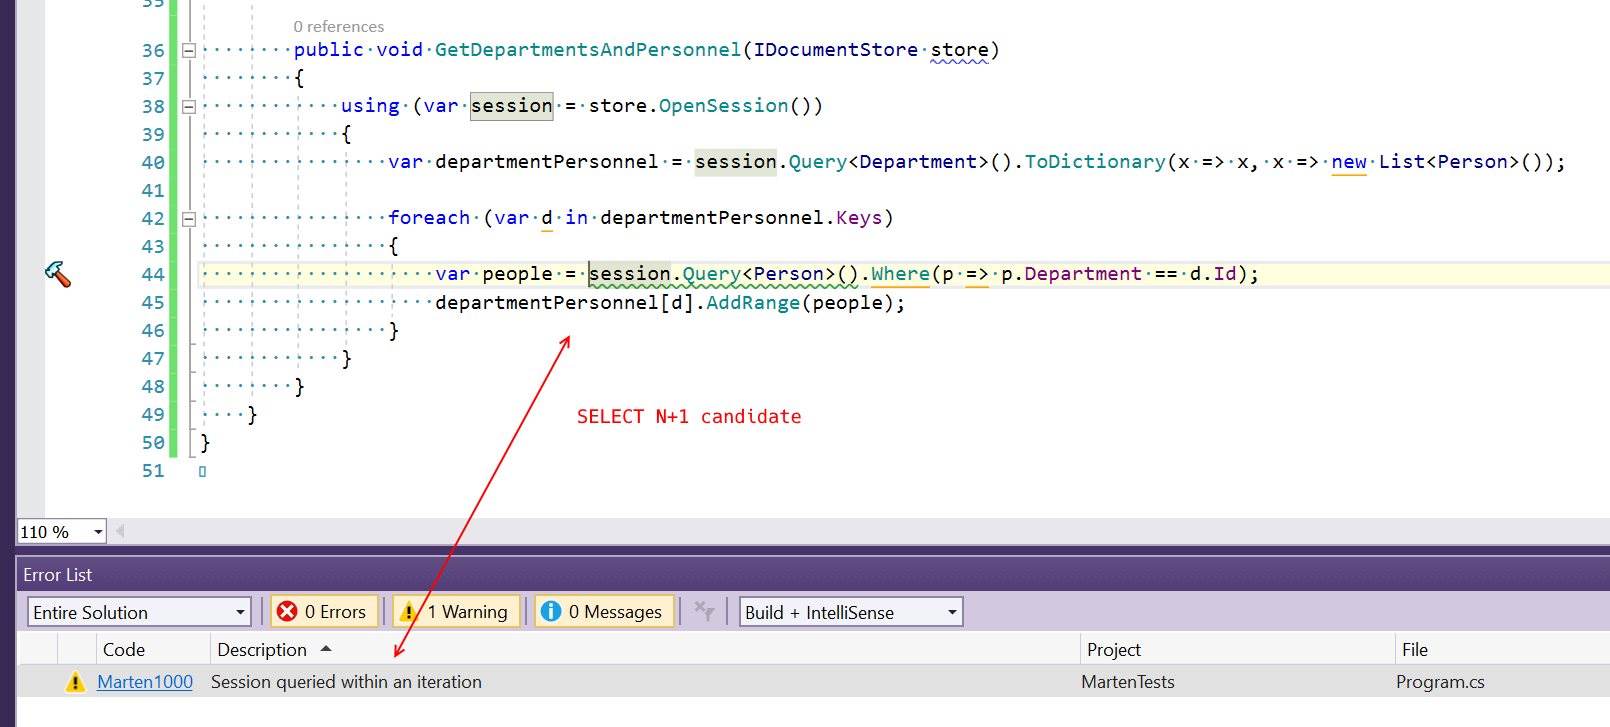 35
0 references
36 public void GetDepartmentsAndPersonnel(IDocumentStore store)
37 {
38 using (var session = store.OpenSession())
39 {
40 var departmentPersonnel = session.Query<Department>().ToDictionary(x => x, x => new List<Person>());
41
42 foreach (var d in departmentPersonnel.Keys)
43 {
44 var people = session.Query<Person>().Where(p => p.Department == d.Id);
45 departmentPersonnel[d].AddRange(people);
46 }
47 }
48 }
SELECT N+1 candidate
49 }
50 }
51
110 %
Error List
Entire Solution 0 Errors 1 Warning 0 Messages Build + IntelliSense
Code Description Project File
Marten1000 Session queried within an iteration MartenTests Program.cs